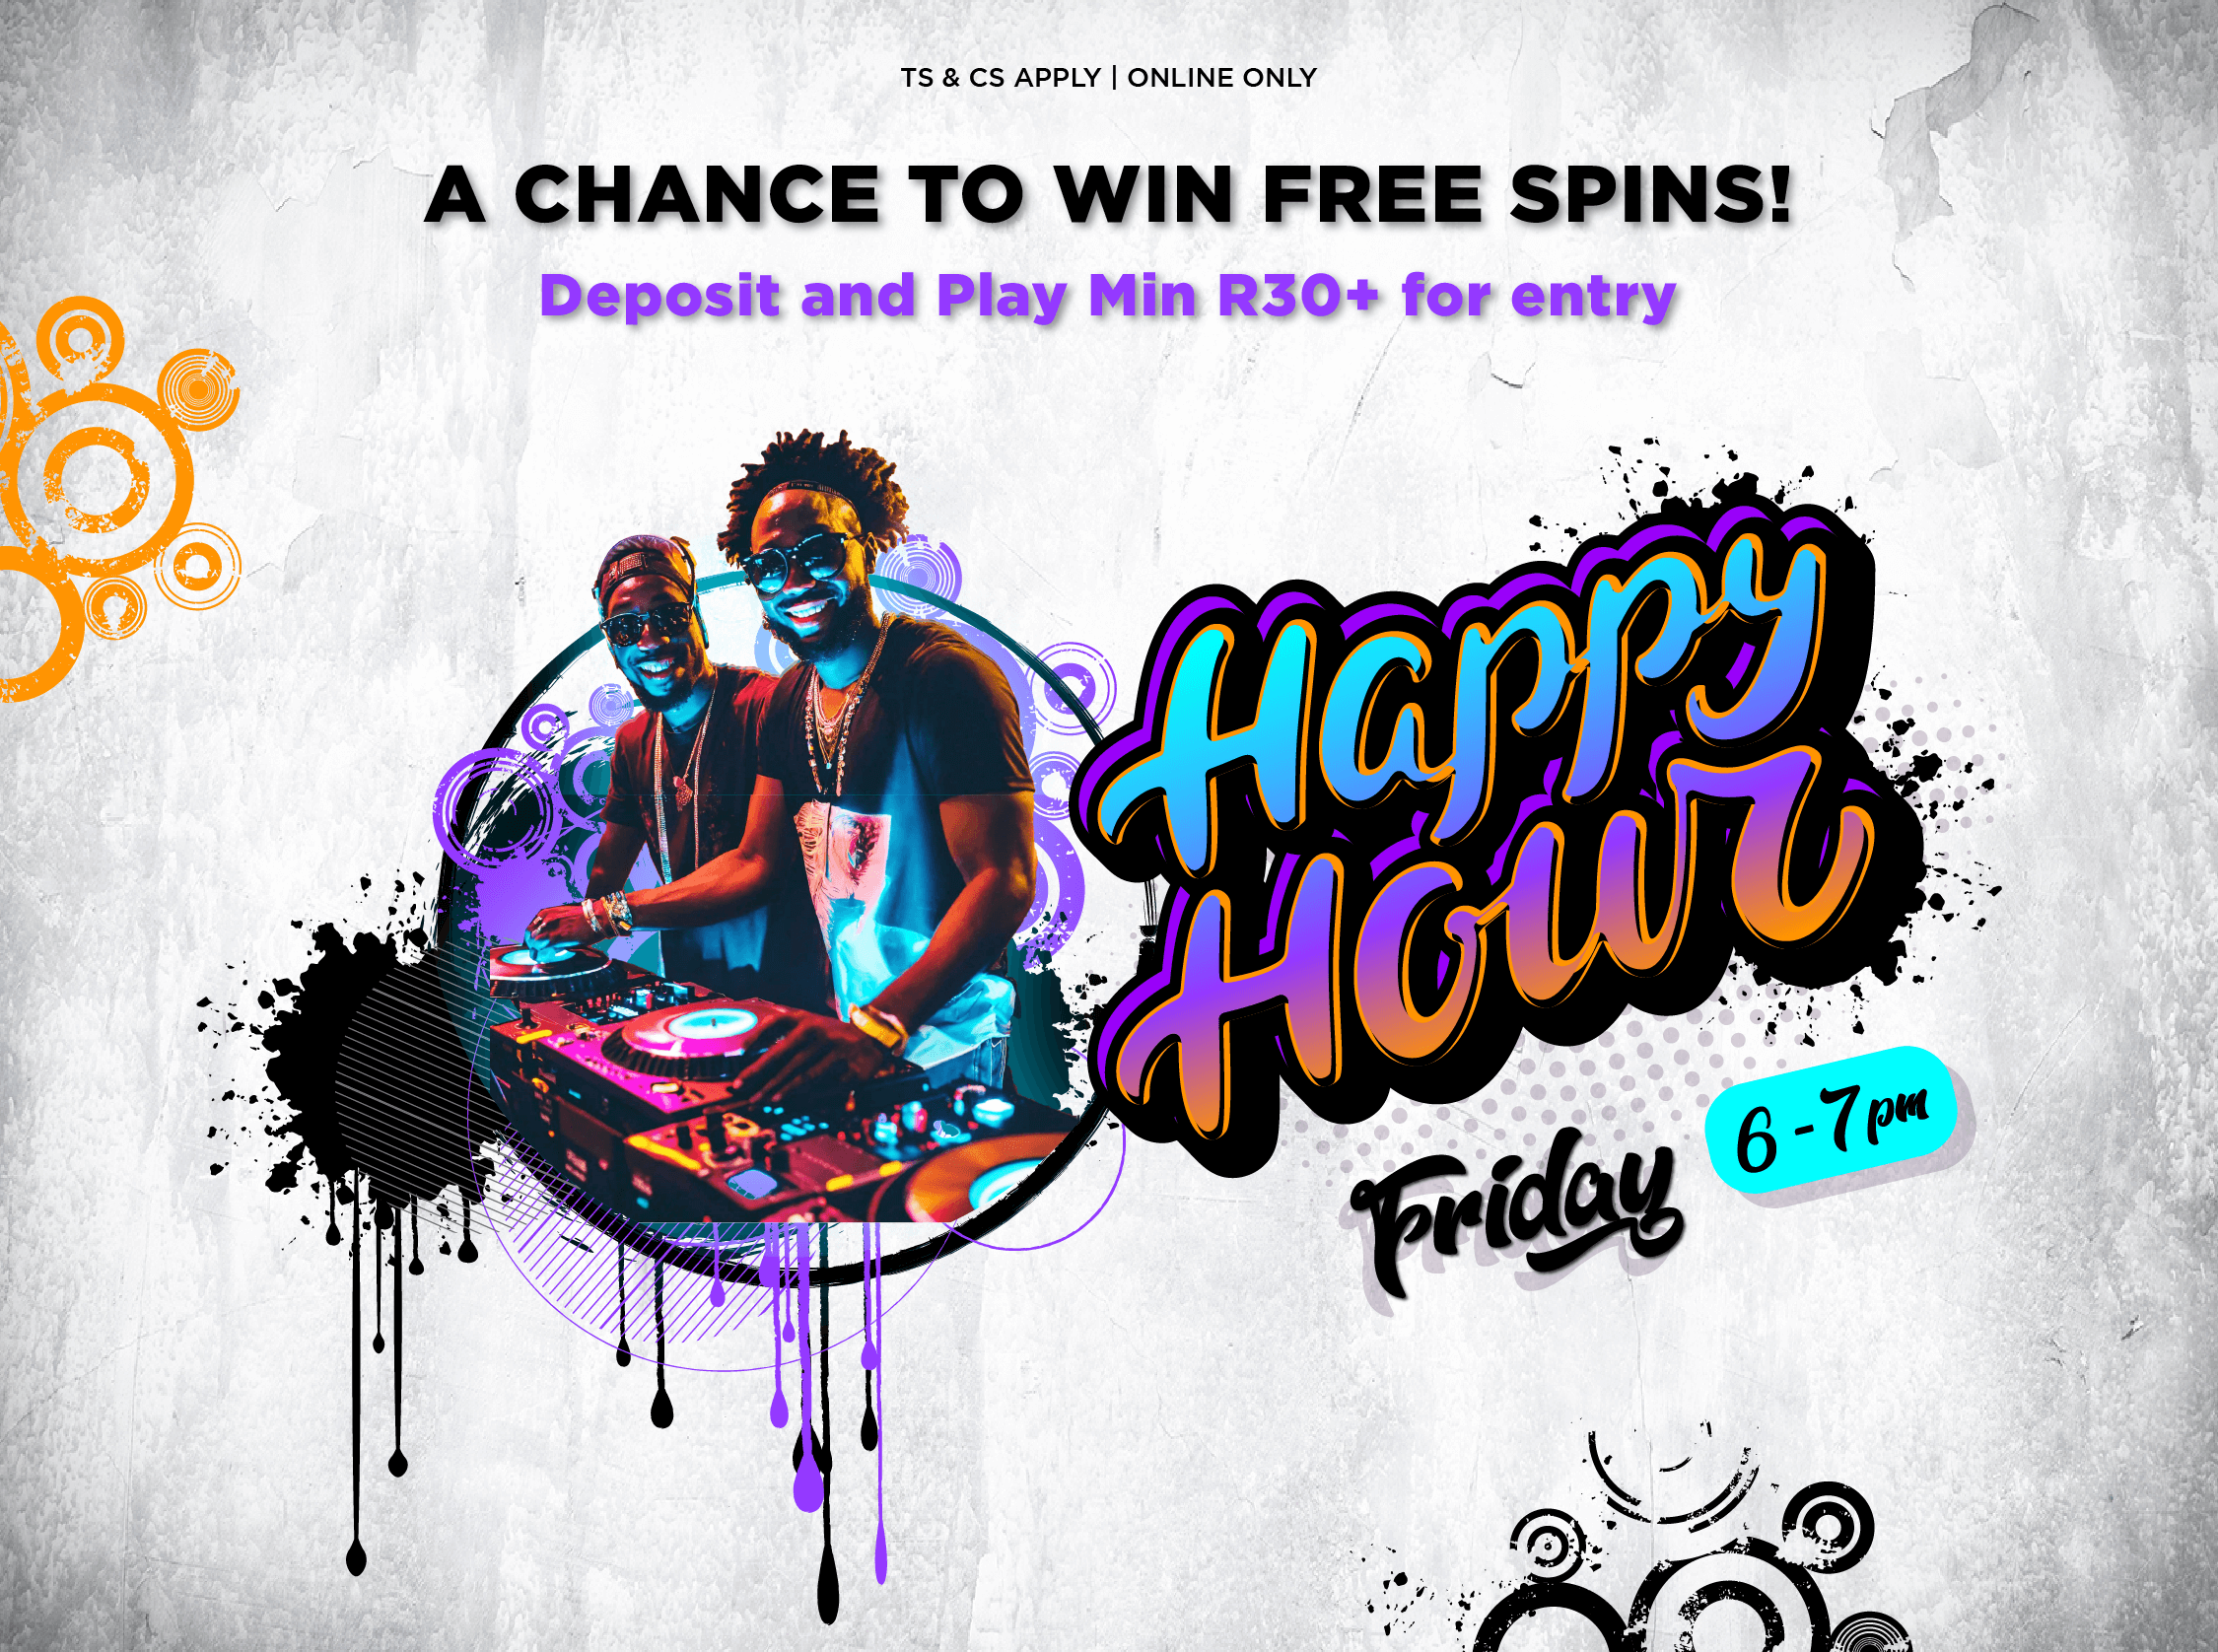 TS & CS APPLY | ONLINE ONLY
A CHANCE TO WIN FREE SPINS!
Deposit and Play Min R30+ for entry
Happy
Hour
Friday
6 - 7pm